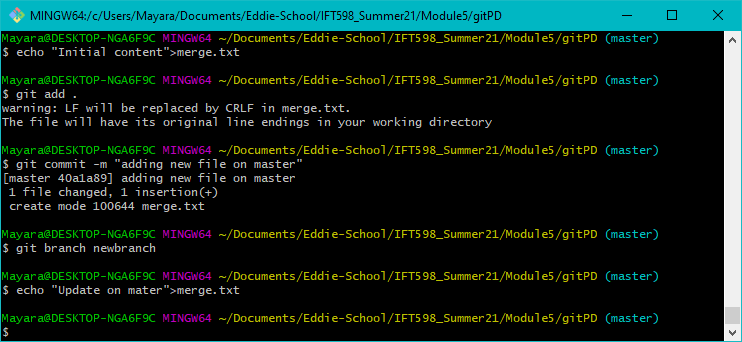 MINGW64:/c/Users/Mayara/Documents/Eddie-School/IFT598_Summer21/Module5/gitPD
Mayara@DESKTOP-NGA6F9C MINGW64 ~/Documents/Eddie-School/IFT598_Summer21/Module5/gitPD (master)
$ echo "Initial content">merge.txt
Mayara@DESKTOP-NGA6F9C MINGW64 ~/Documents/Eddie-School/IFT598_Summer21/Module5/gitPD (master)
$ git add .
warning: LF will be replaced by CRLF in merge.txt.
The file will have its original line endings in your working directory
Mayara@DESKTOP-NGA6F9C MINGW64 ~/Documents/Eddie-School/IFT598_Summer21/Module5/gitPD (master)
$ git commit -m "adding new file on master"
[master 40a1a89] adding new file on master
 1 file changed, 1 insertion(+)
 create mode 100644 merge.txt
Mayara@DESKTOP-NGA6F9C MINGW64 ~/Documents/Eddie-School/IFT598_Summer21/Module5/gitPD (master)
$ git branch newbranch
Mayara@DESKTOP-NGA6F9C MINGW64 ~/Documents/Eddie-School/IFT598_Summer21/Module5/gitPD (master)
$ echo "Update on mater">merge.txt
Mayara@DESKTOP-NGA6F9C MINGW64 ~/Documents/Eddie-School/IFT598_Summer21/Module5/gitPD (master)
$